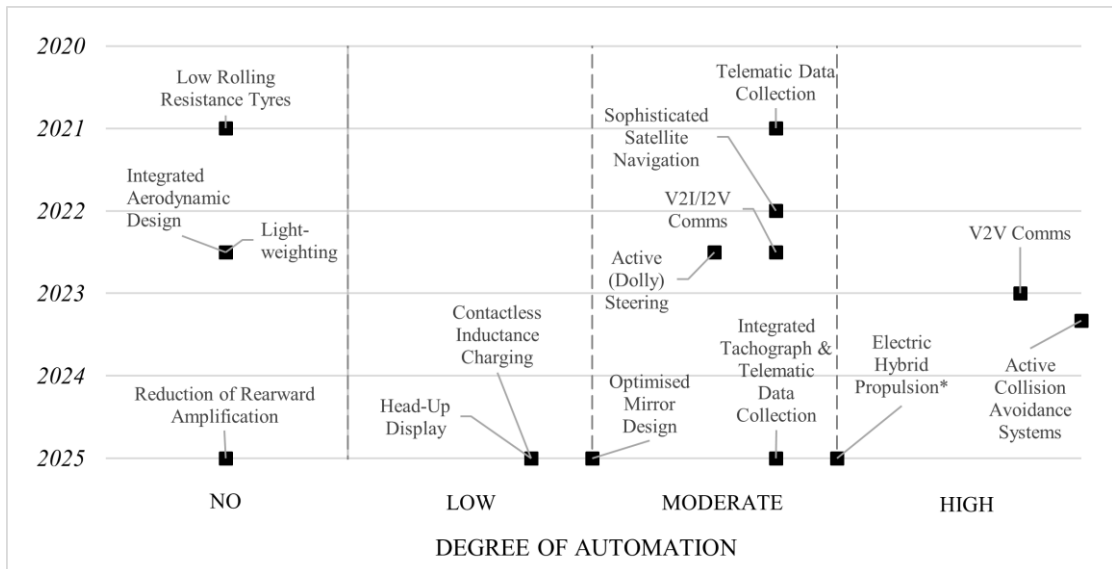 2020
Low Rolling
Resistance Tyres
Telematic Data
Collection
2021
Sophisticated
Satellite
Navigation
Integrated
Aerodynamic
Design
V2I/I2V
Comms
2022
Light-
weighting
Active
(Dolly)
Steering
V2V Comms
2023
Contactless
Inductance
Charging
Integrated
Tachograph &
Telematic
Data
Collection
Electric
Hybrid
Propulsion*
Active
Collision
Avoidance
Systems
2024
Reduction of Rearward
Amplification
Head-Up
Display
Optimised
Mirror
Design
2025
NO
LOW
MODERATE
HIGH
DEGREE OF AUTOMATION